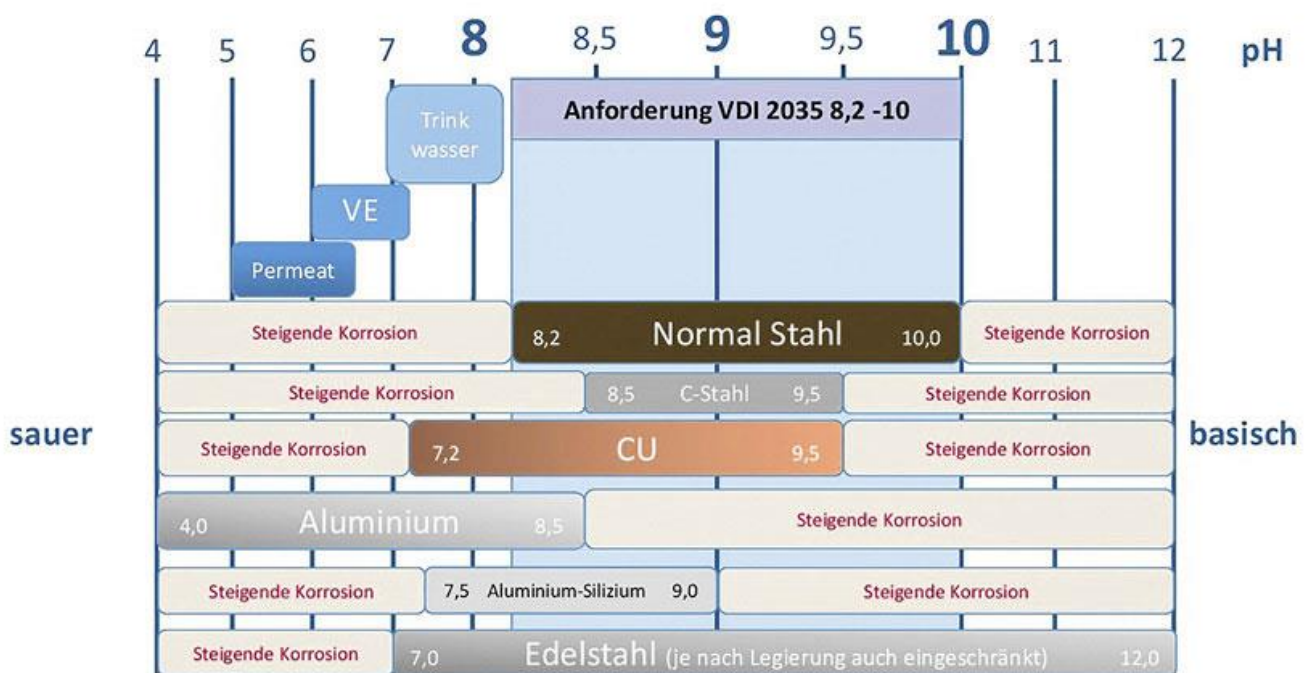 4 5 6 7 8 8,5 9 9,5 10 11 12 pH
Anforderung VDI 2035 8,2 -10
Trink
wasser
VE
Permeat
Steigende Korrosion 8,2 Normal Stahl 10,0 Steigende Korrosion
Steigende Korrosion 8,5 C-Stahl 9,5 Steigende Korrosion
sauer basisch
Steigende Korrosion 7,2 CU 9,5 Steigende Korrosion
4,0 Aluminium 8,5 Steigende Korrosion
Steigende Korrosion 7,5 Aluminium-Silizium 9,0 Steigende Korrosion
Steigende Korrosion 7,0 Edelstahl (je nach Legierung auch eingeschränkt) 12,0